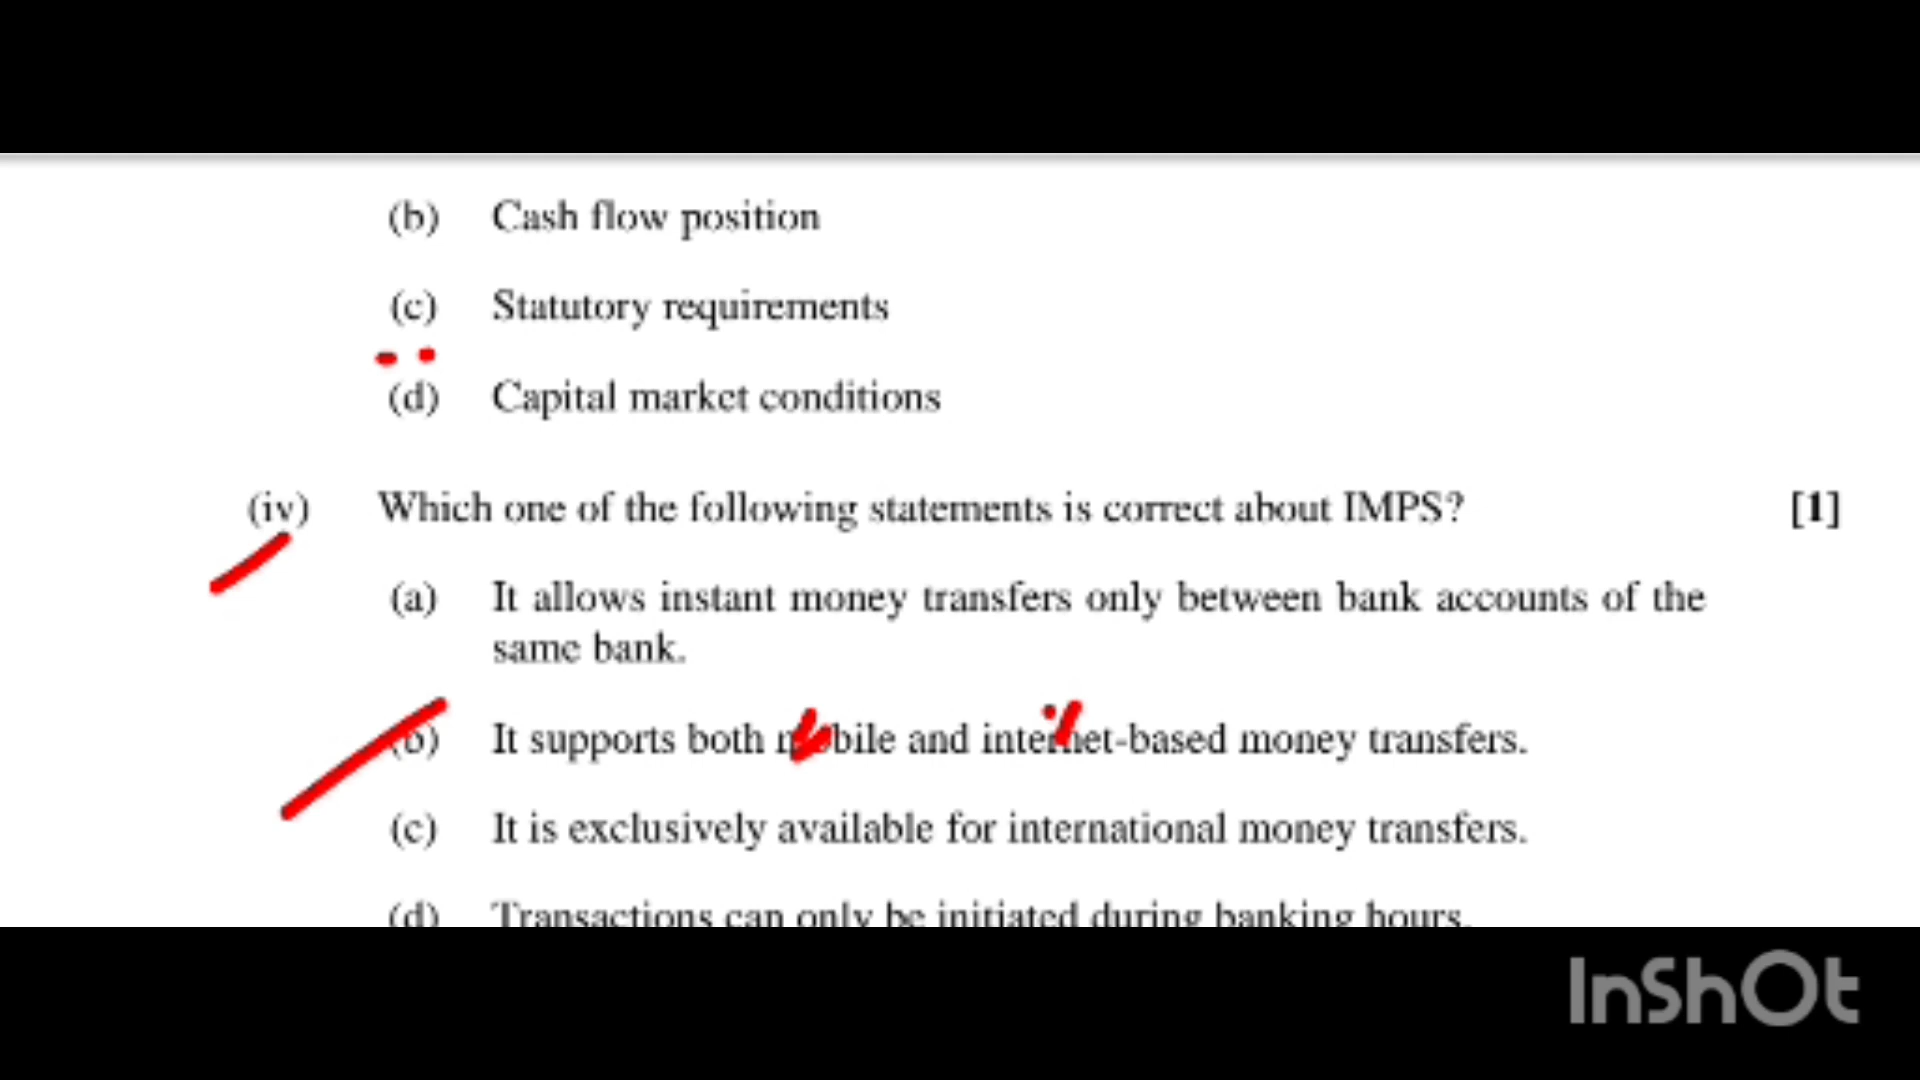 (b) Cash flow position
(c) Statutory requirements
(d) Capital market conditions
(iv) Which one of the following statements is correct about IMPS? [1]
(a) It allows instant money transfers only between bank accounts of the
same bank.
(b) It supports both mobile and internet-based money transfers.
(c) It is exclusively available for international money transfers.
(d) Transactions can only be initiated during banking hours.
InShOt